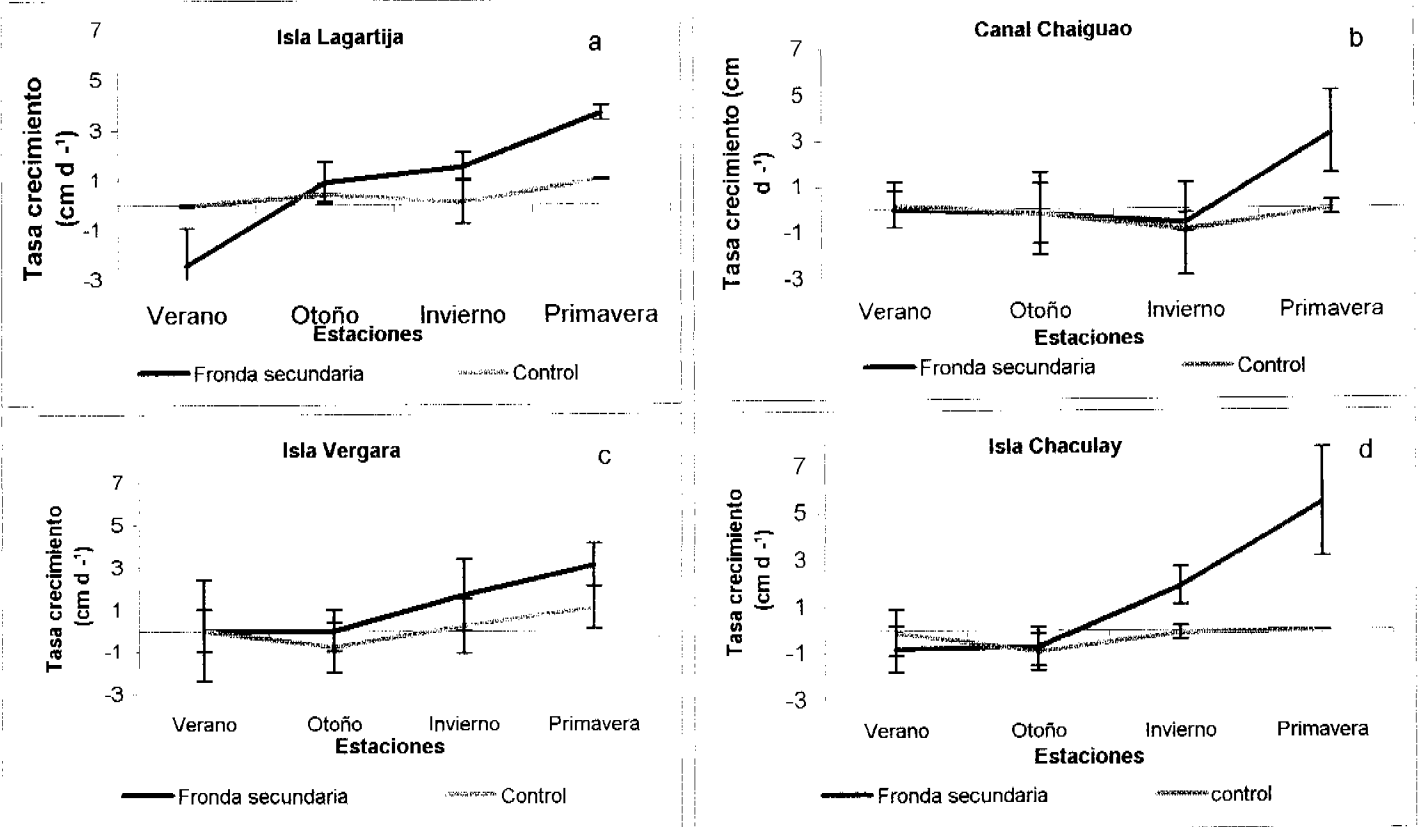 Isla Lagartija
a
Tasa crecimiento
(cm d -¹)
7
5
3
1
-1
-3
Verano Otoño Invierno Primavera
Estaciones
Fronda secundaria Control
Canal Chaiguao
b
Tasa crecimiento (cm
d -¹)
7
5
3
1
-1
-3
Verano Otoño Invierno Primavera
Estaciones
Fronda secundaria Control
Isla Vergara
c
Tasa crecimiento
(cm d -¹)
7
5
3
1
-1
-3
Verano Otoño Invierno Primavera
Estaciones
Fronda secundaria Control
Isla Chaculay
d
Tasa crecimiento
(cm d -¹)
7
5
3
1
-1
-3
Verano Otoño Invierno Primavera
Estaciones
Fronda secundaria control